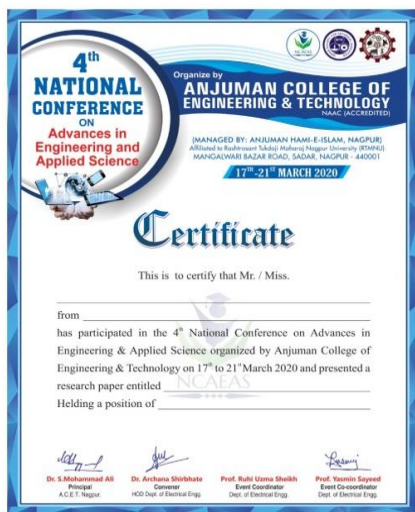 4th
NATIONAL
CONFERENCE
ON
Advances in
Engineering and
Applied Science
NCAEAS
Organize by
ANJUMAN COLLEGE OF
ENGINEERING & TECHNOLOGY
NAAC (ACCREDITED)
(MANAGED BY: ANJUMAN HAMI-E-ISLAM, NAGPUR)
Affiliated to Rashtrasant Tukdoji Maharaj Nagpur University (RTMNU)
MANGALWARI BAZAR ROAD, SADAR, NAGPUR - 440001
17TH-21ST MARCH 2020
Certificate
This is to certify that Mr. / Miss.
from
has participated in the 4th National Conference on Advances in
Engineering & Applied Science organized by Anjuman College of
Engineering & Technology on 17th to 21st March 2020 and presented a
research paper entitled
Helding a position of
NCAEAS
Dr. S.Mohammad Ali
Principal
A.C.E.T. Nagpur.
Dr. Archana Shirbhate
Convener
HOD Dept. of Electrical Engg.
Prof. Ruhi Uzma Sheikh
Event Coordinator
Dept. of Electrical Engg.
Prof. Yasmin Sayeed
Event Co-coordinator
Dept. of Electrical Engg.